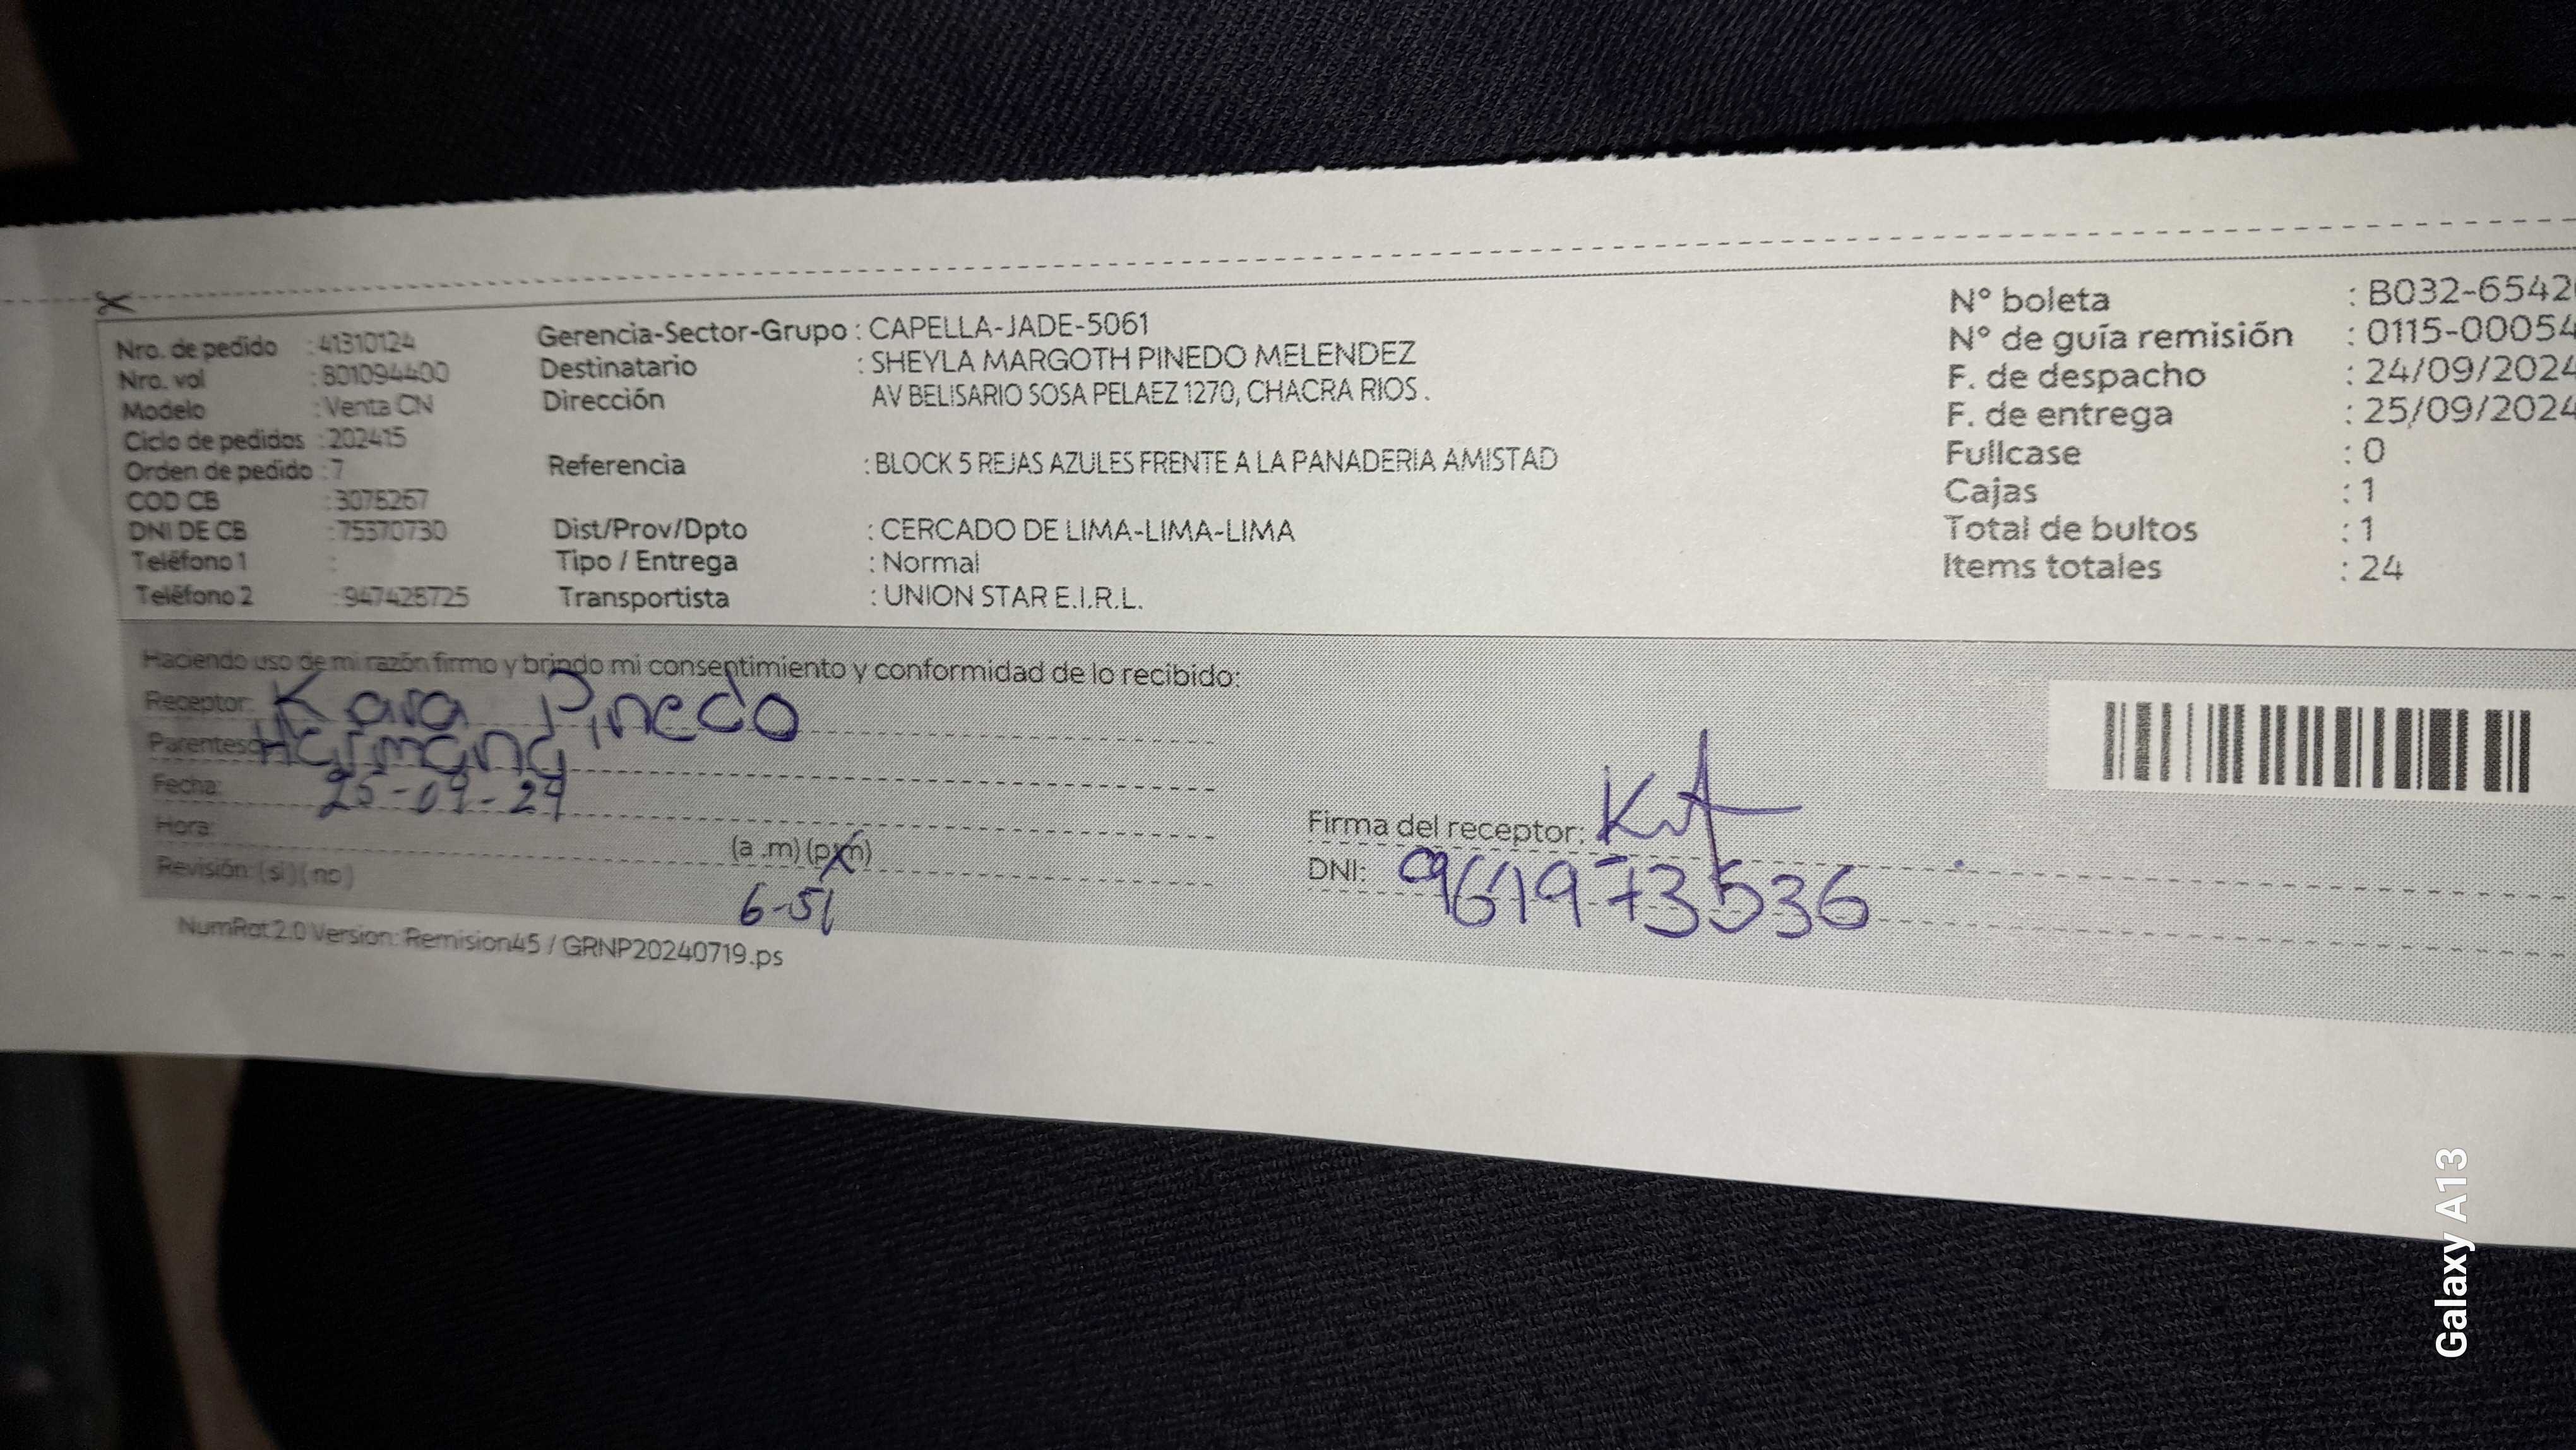 Nro. de pedido : 41310124
Nro. vol : 801094400
Modelo : Venta CN
Ciclo de pedidos : 202415
Orden de pedido : 7
COD CB : 3078267
DNI DE CB : 75370730
Teléfono 1 :
Teléfono 2 : 947428725
Gerencia-Sector-Grupo : CAPELLA-JADE-5061
Destinatario : SHEYLA MARGOTH PINEDO MELENDEZ
Dirección AV BELISARIO SOSA PELAEZ 1270, CHACRA RIOS .
Referencia : BLOCK 5 REJAS AZULES FRENTE A LA PANADERIA AMISTAD
Dist/Prov/Dpto : CERCADO DE LIMA-LIMA-LIMA
Tipo / Entrega : Normal
Transportista : UNION STAR E.I.R.L.
N° boleta : B032-6542
N° de guía remisión : 0115-00054
F. de despacho : 24/09/2024
F. de entrega : 25/09/2024
Fullcase : 0
Cajas : 1
Total de bultos : 1
Items totales : 24
Haciendo uso de mi razón firmo y brindo mi consentimiento y conformidad de lo recibido:
Receptor: Kara Pinedo
Parentesco Hermana
Fecha: 25-09-24
Hora: (a .m) (p.m)
6-51
Revisión: (si) (no)
Firma del receptor:
DNI: 961973536
NumRot 2.0 Version: Remision45 / GRNP20240719.ps
Galaxy A13